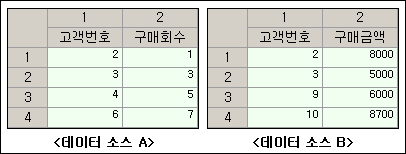 1 2
고객번호 구매회수
1 2 1
2 3 3
3 4 5
4 6 7
<데이터 소스 A>
1 2
고객번호 구매금액
1 2 8000
2 3 5000
3 9 6000
4 10 8700
<데이터 소스 B>